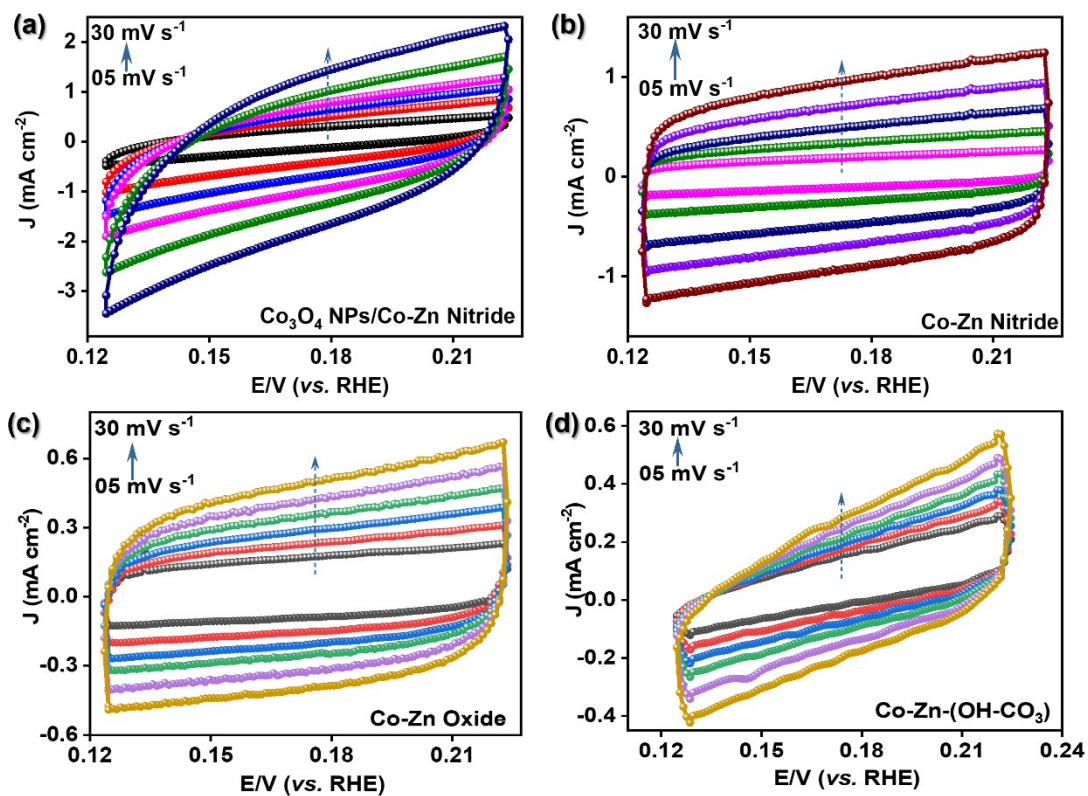 (a)
30 mV s⁻¹
05 mV s⁻¹
2
1
0
-1
-2
-3
J (mA cm⁻²)
Co₃O₄ NPs/Co-Zn Nitride
0.12
0.15
0.18
0.21
E/V (vs. RHE)
(b)
30 mV s⁻¹
05 mV s⁻¹
1
0
-1
J (mA cm⁻²)
Co-Zn Nitride
0.12
0.15
0.18
0.21
E/V (vs. RHE)
(c)
30 mV s⁻¹
05 mV s⁻¹
0.6
0.3
0.0
-0.3
-0.6
J (mA cm⁻²)
Co-Zn Oxide
0.12
0.15
0.18
0.21
E/V (vs. RHE)
(d)
30 mV s⁻¹
05 mV s⁻¹
0.6
0.4
0.2
0.0
-0.2
-0.4
J (mA cm⁻²)
Co-Zn-(OH-CO₃)
0.12
0.15
0.18
0.21
0.24
E/V (vs. RHE)